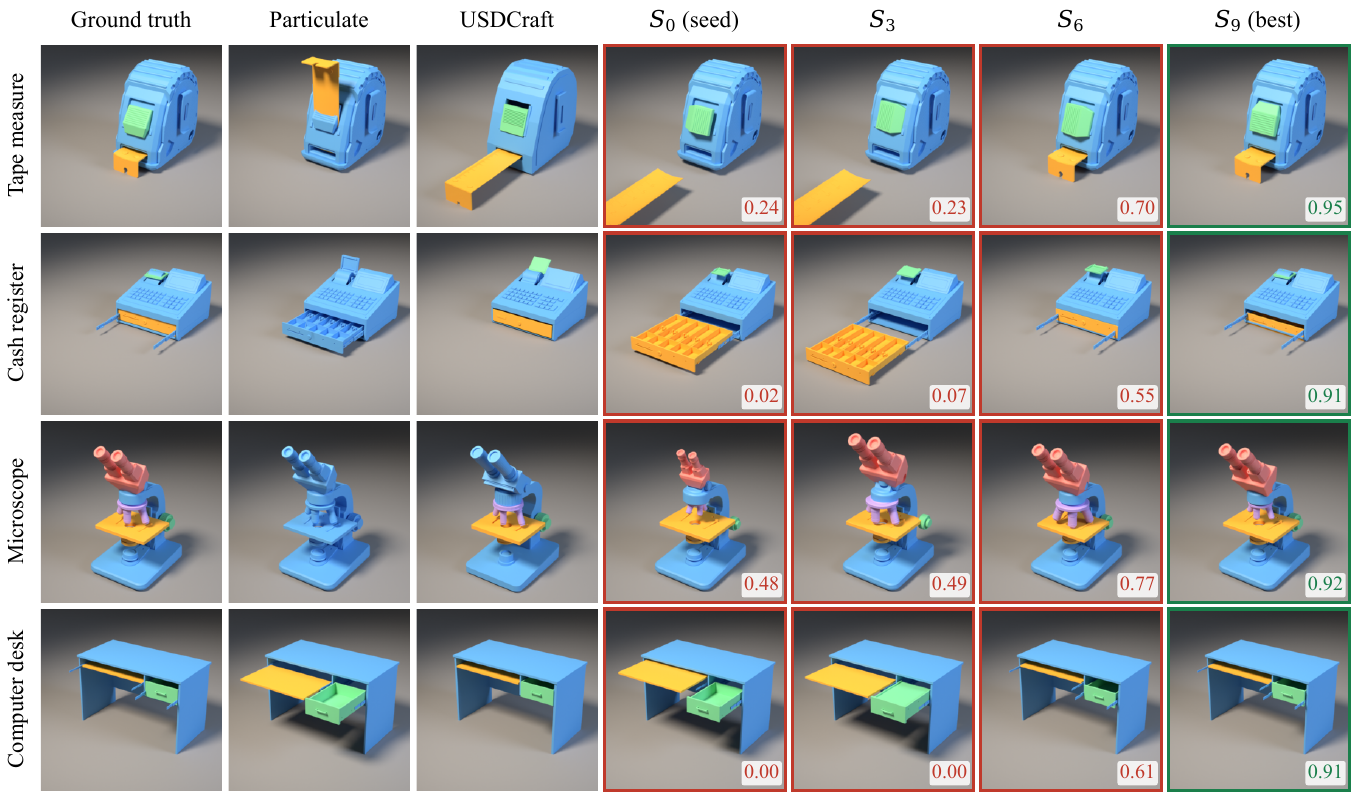 Ground truth Particulate USDCraft S₀ (seed) S₃ S₆ S₉ (best)
Tape measure
0.24 0.23 0.70 0.95
Cash register
0.02 0.07 0.55 0.91
Microscope
0.48 0.49 0.77 0.92
Computer desk
0.00 0.00 0.61 0.91